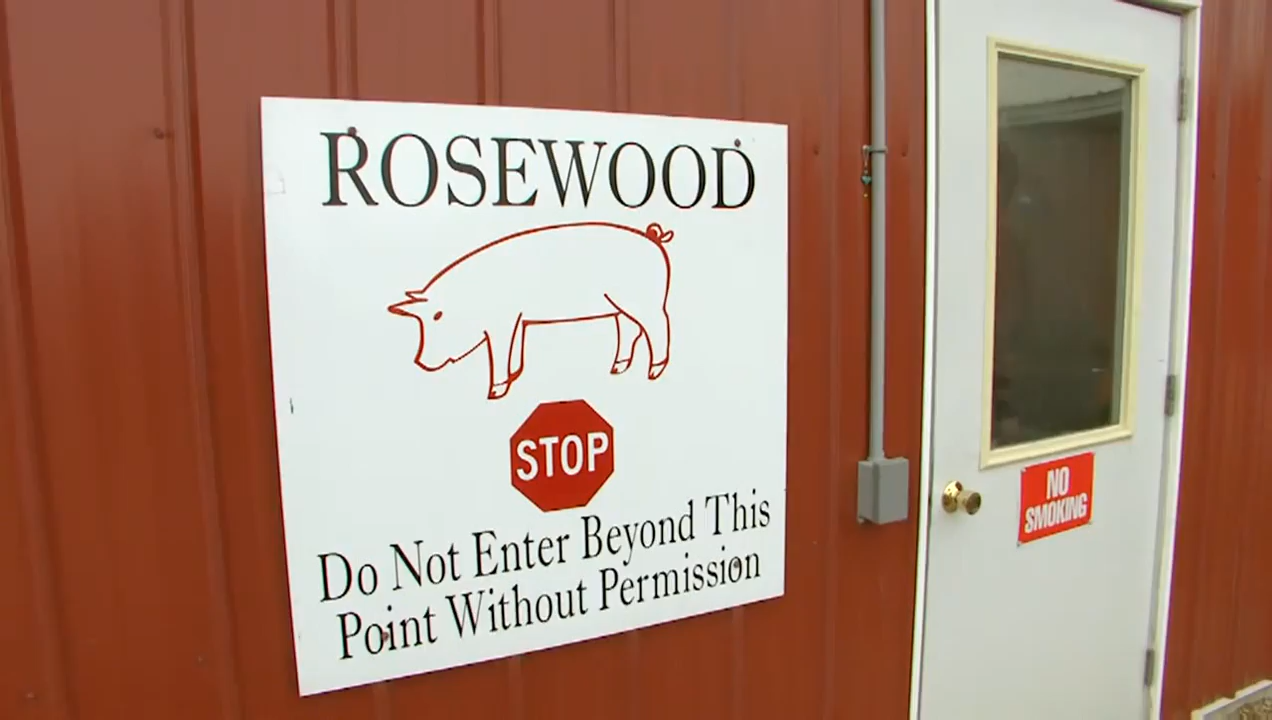 ROSEWOOD
STOP
Do Not Enter Beyond This
Point Without Permission
NO
SMOKING